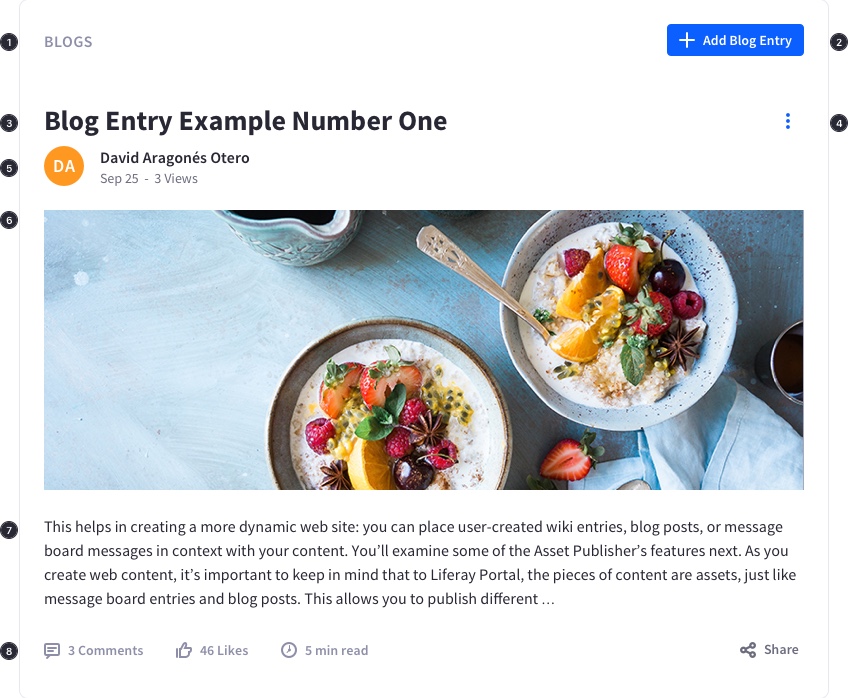 1 BLOGS + Add Blog Entry 2
3 Blog Entry Example Number One 4
5 DA David Aragonés Otero
Sep 25 - 3 Views
6
7 This helps in creating a more dynamic web site: you can place user-created wiki entries, blog posts, or message
board messages in context with your content. You’ll examine some of the Asset Publisher’s features next. As you
create web content, it’s important to keep in mind that to Liferay Portal, the pieces of content are assets, just like
message board entries and blog posts. This allows you to publish different …
8 3 Comments 46 Likes 5 min read Share